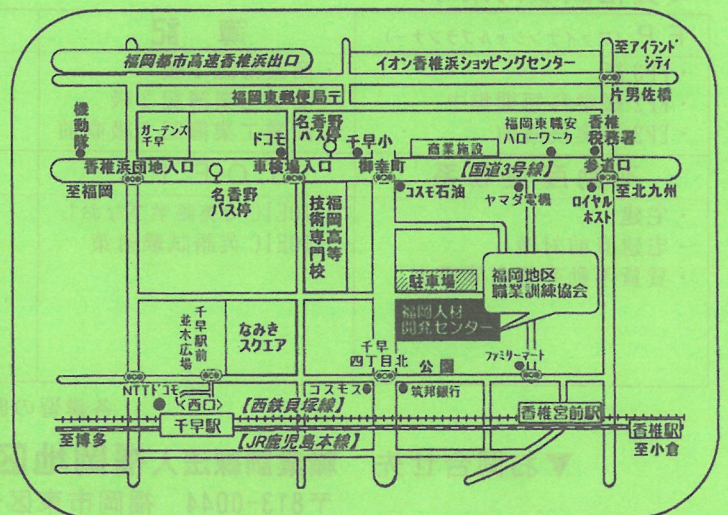 福岡都市高速香椎浜出口
イオン香椎浜ショッピングセンター
至アイランドシティ
福岡東郵便局〒
片男佐橋
機動隊
ガーデンズ千早
ドコモ
名香野バス停
千早小
商業施設
福岡東職安
ハローワーク
香椎税務署
香椎浜団地入口
車検場入口
御幸町
【国道3号線】
参道口
至福岡
名香野
バス停
コスモ石油
ヤマダ電機
ロイヤル
ホスト
至北九州
福岡高等技術専門校
駐車場
福岡地区
職業訓練協会
福岡人材
開発センター
千早駅前
並木広場
なみき
スクエア
千早
四丁目北
公園
ファミリーマート
NTTドコモ
〈西口〉
コスモス
筑邦銀行
【西鉄貝塚線】
千早駅
香椎宮前駅
香椎駅
至博多
【JR鹿児島本線】
至小倉
〒813-0044 福岡市東区